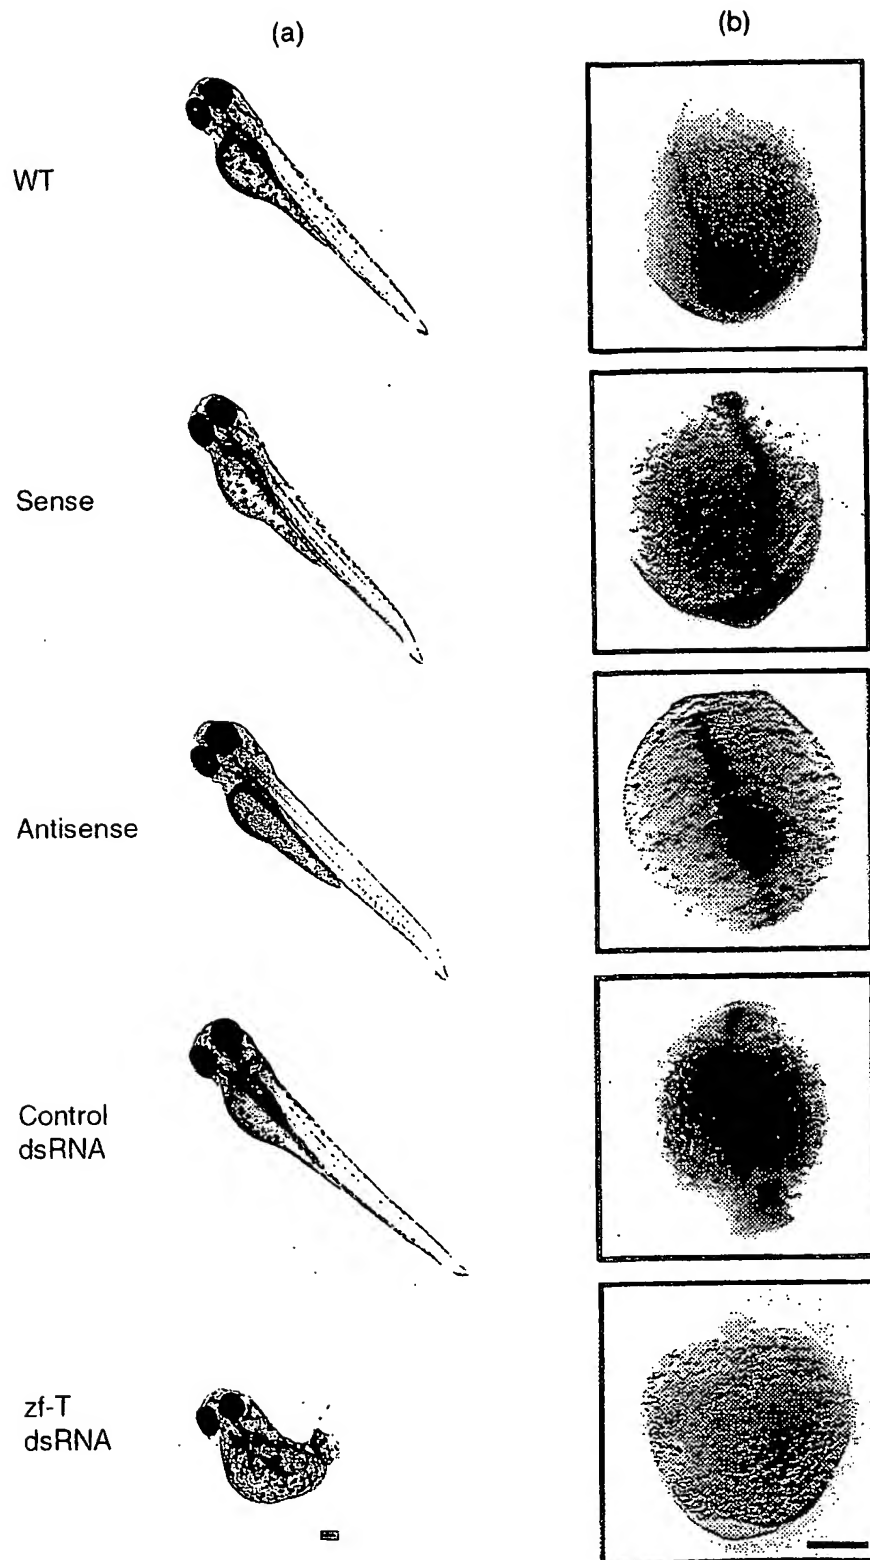 (a)
(b)
WT
Sense
Antisense
Control
dsRNA
zf-T
dsRNA